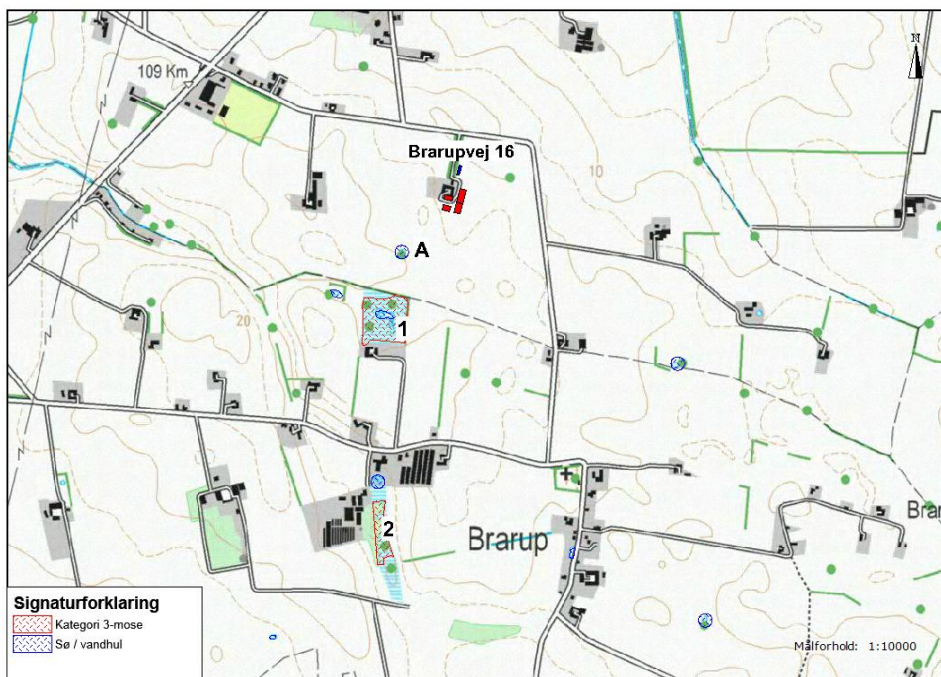 N
109 Km
Brarupvej 16
10
A
20
1
2
Brarup
Brar
Signaturforklaring
Kategori 3-mose
Sø / vandhul
Målforhold: 1:10000